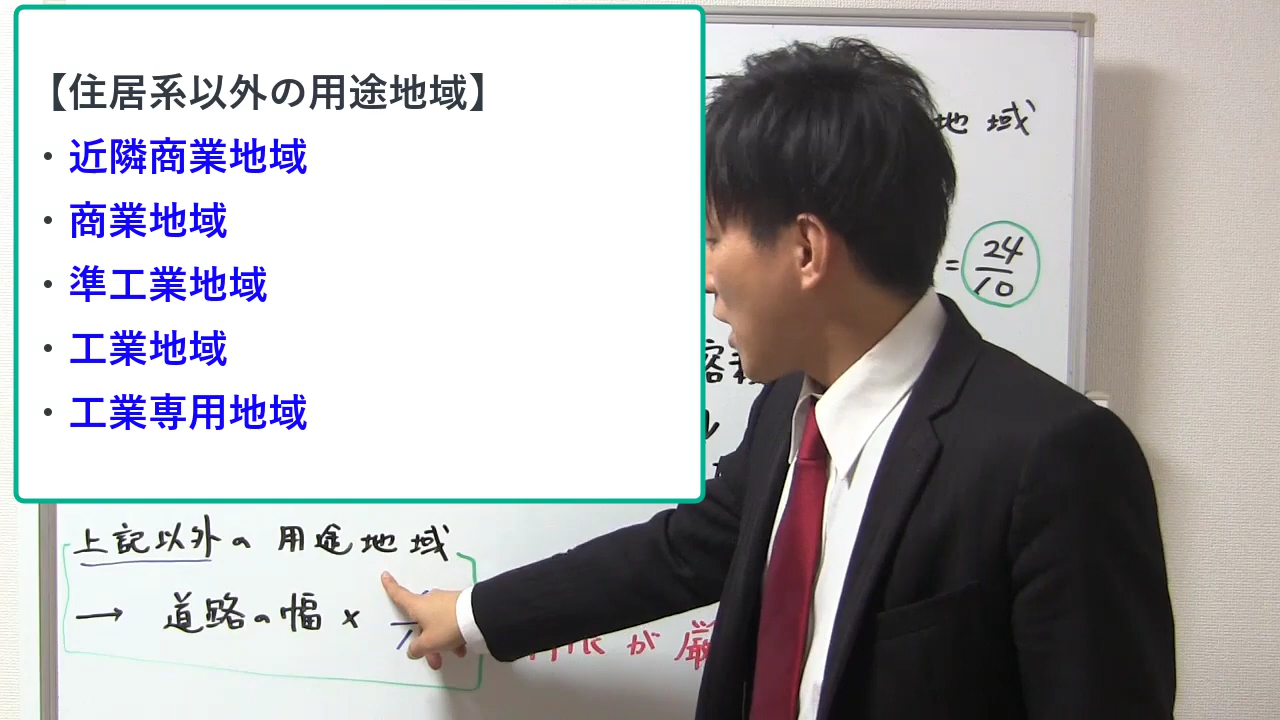 【住居系以外の用途地域】
・近隣商業地域
・商業地域
・準工業地域
・工業地域
・工業専用地域
地域
= 24/10
上記以外の用途地域
→ 道路の幅 ×
が